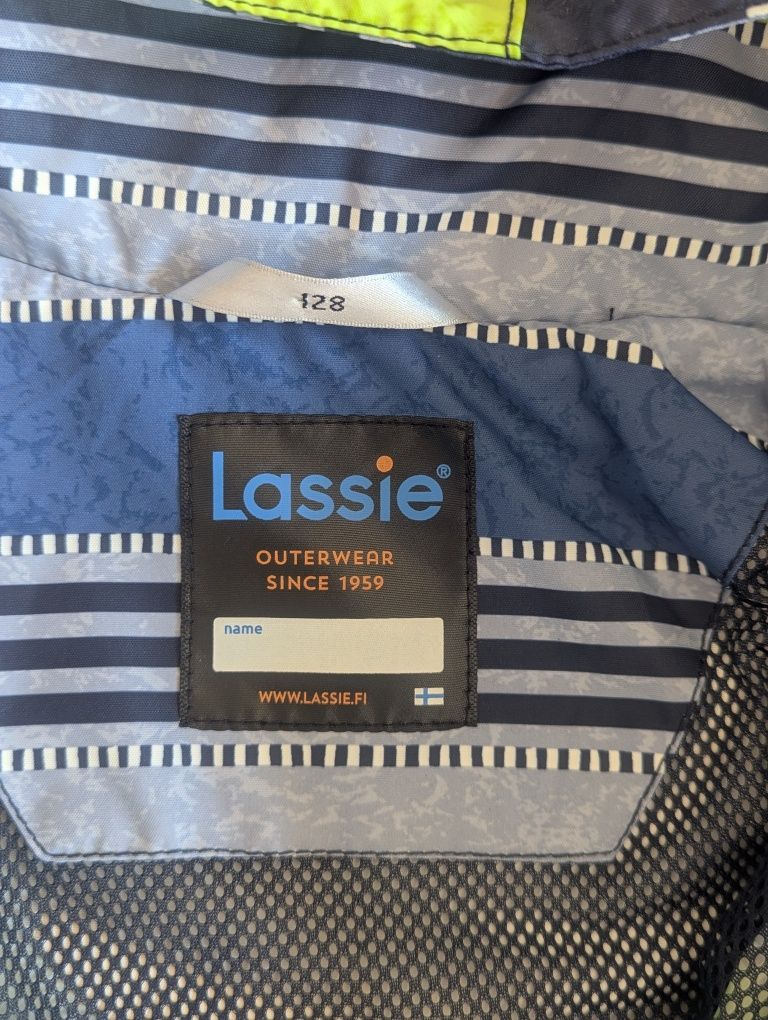 128
Lassie®
OUTERWEAR
SINCE 1959
name
WWW.LASSIE.FI